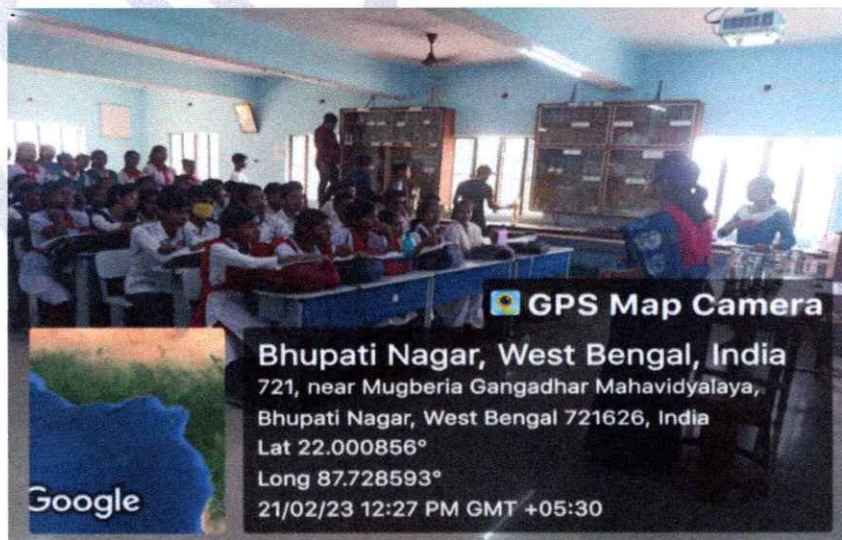 GPS Map Camera
Bhupati Nagar, West Bengal, India
721, near Mugberia Gangadhar Mahavidyalaya,
Bhupati Nagar, West Bengal 721626, India
Lat 22.000856°
Long 87.728593°
21/02/23 12:27 PM GMT +05:30
Google